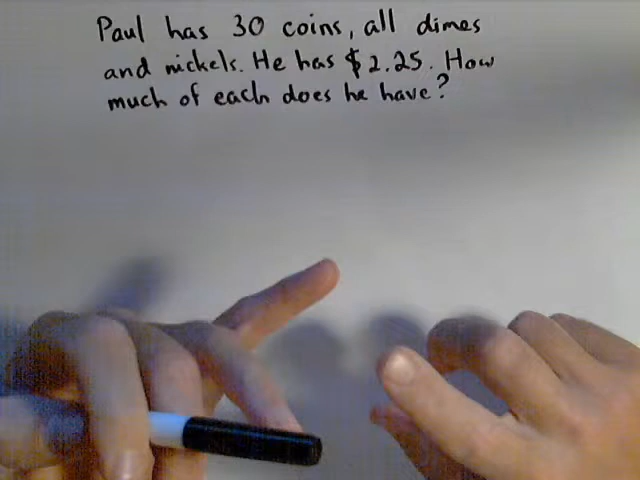 Paul has 30 coins, all dimes
and nickels. He has $2.25. How
much of each does he have?